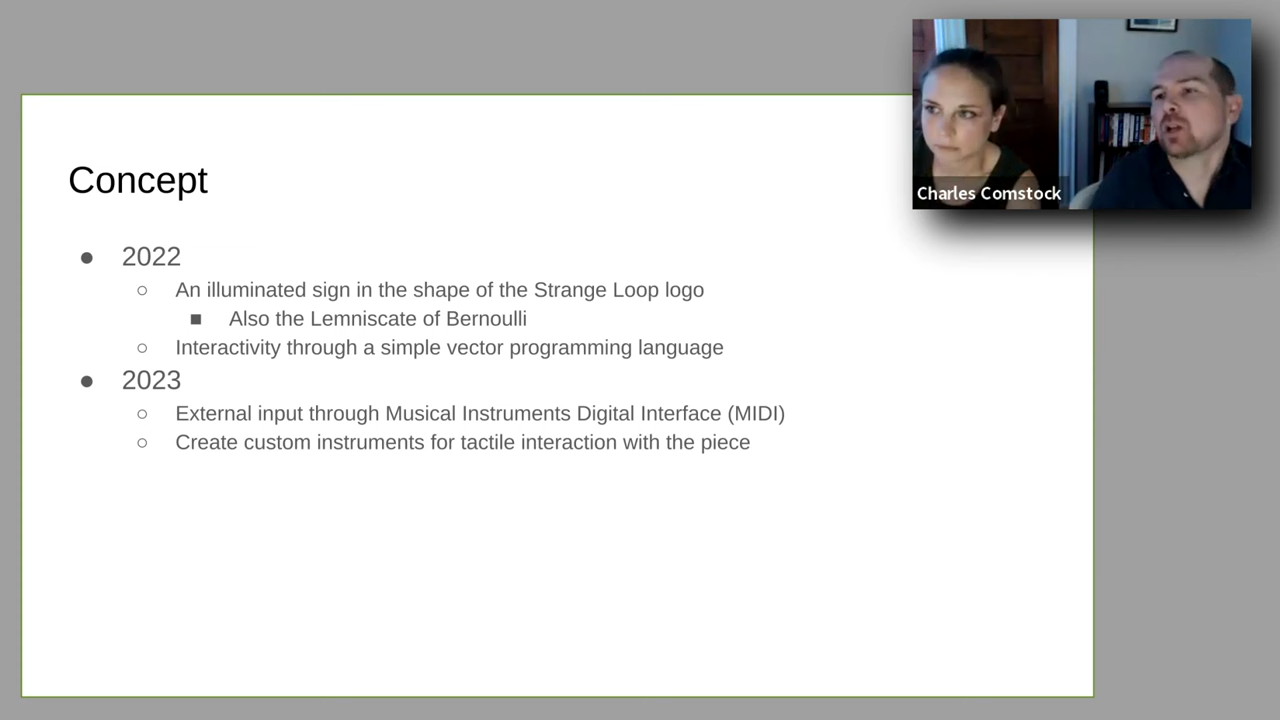 Charles Comstock
Concept
● 2022
○ An illuminated sign in the shape of the Strange Loop logo
■ Also the Lemniscate of Bernoulli
○ Interactivity through a simple vector programming language
● 2023
○ External input through Musical Instruments Digital Interface (MIDI)
○ Create custom instruments for tactile interaction with the piece